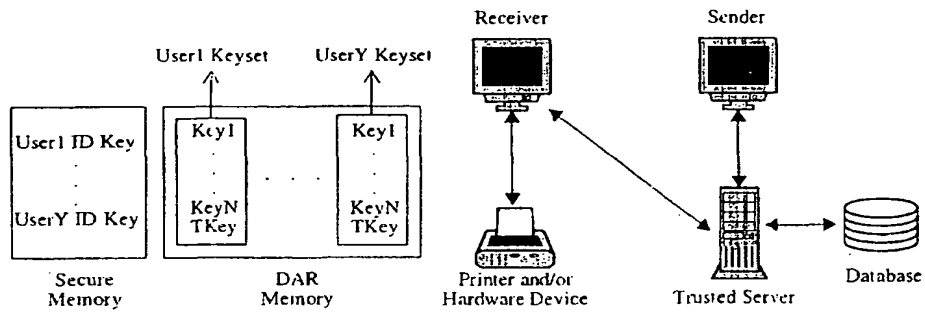 Receiver
Sender
User1 Keyset
UserY Keyset
User1 ID Key
UserY ID Key
Key1
KeyN
TKey
Key1
KeyN
TKey
Secure
Memory
DAR
Memory
Printer and/or
Hardware Device
Trusted Server
Database